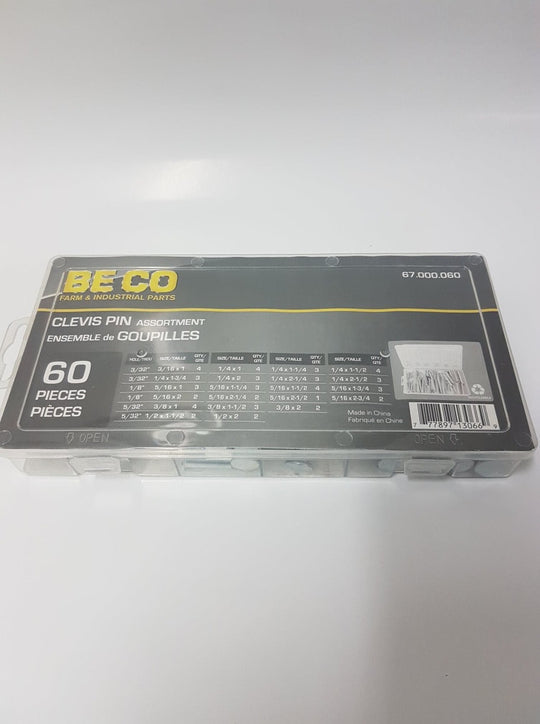 BE CO
FARM & INDUSTRIAL PARTS
67.000.060
CLEVIS PIN ASSORTMENT
ENSEMBLE de GOUPILLES
60
PIECES
PIÈCES
SIZE/TAILLE QTY/QTE SIZE/TAILLE QTY/QTE SIZE/TAILLE QTY/QTE SIZE/TAILLE QTY/QTE
3/32" 3/16 x 1 4 1/4 x 1 4 1/4 x 1-1/4 3 1/4 x 1-1/2 4
3/32" 1/4 x 1-3/4 3 1/4 x 2 3 1/4 x 2-1/4 3 1/4 x 2-1/2 3
1/8" 5/16 x 1 3 5/16 x 1-1/4 3 5/16 x 1-1/2 4 5/16 x 1-3/4 3
1/8" 5/16 x 2 2 5/16 x 2-1/4 2 5/16 x 2-1/2 1 5/16 x 2-3/4 2
5/32" 3/8 x 1 4 3/8 x 1-1/2 3 3/8 x 2 2
5/32" 1/2 x 1-1/2 2 1/2 x 2 2
Made in China
Fabriqué en Chine
7 77897 13066 9
OPEN OPEN